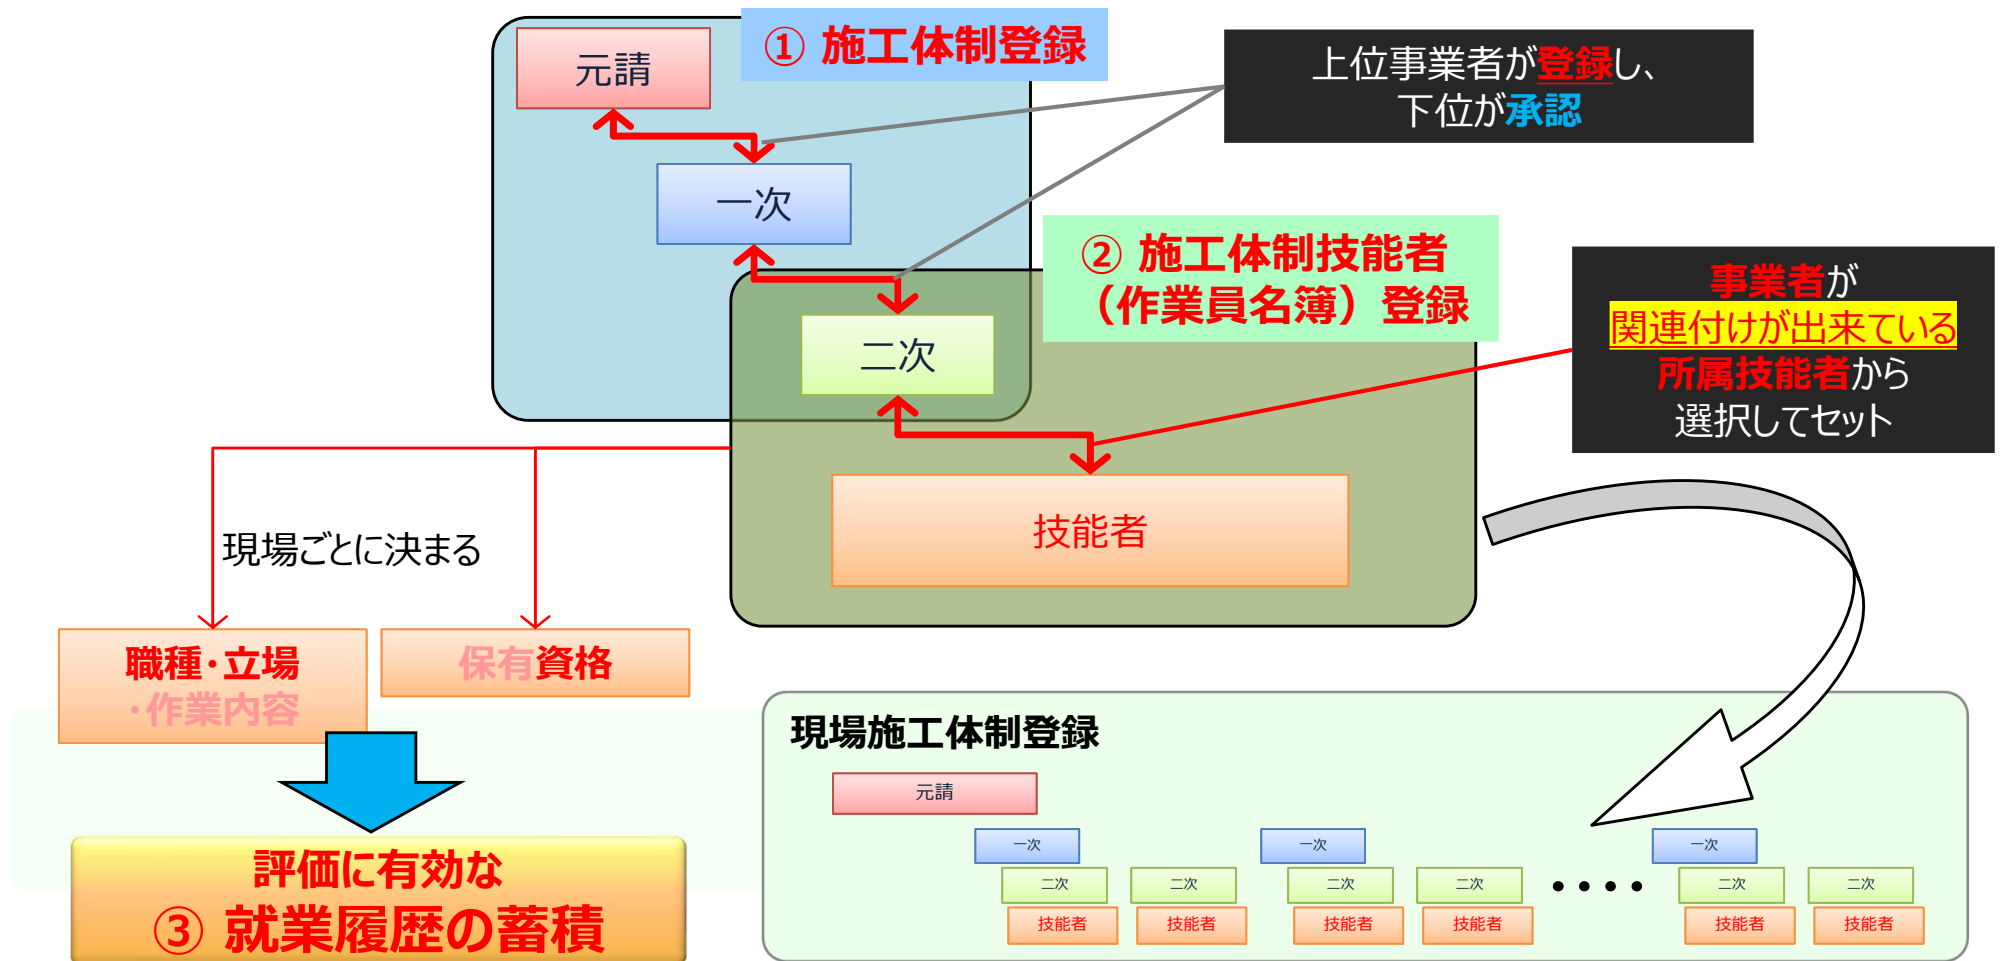 元請
① 施工体制登録
上位事業者が登録し、
下位が承認
一次
② 施工体制技能者
（作業員名簿）登録
二次
事業者が
関連付けが出来ている
所属技能者から
選択してセット
技能者
現場ごとに決まる
職種・立場
・作業内容
保有資格
評価に有効な
③ 就業履歴の蓄積
現場施工体制登録
元請
一次
一次
一次
二次
二次
二次
二次
・・・・
二次
二次
技能者
技能者
技能者
技能者
技能者
技能者